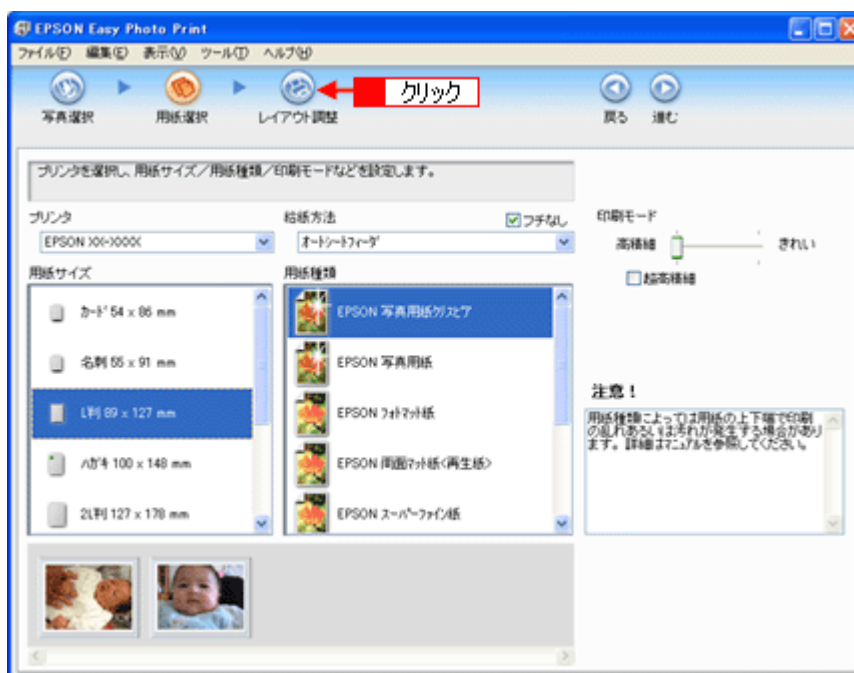 EPSON Easy Photo Print
ファイル(F) 編集(E) 表示(V) ツール(T) ヘルプ(H)
写真選択 用紙選択 レイアウト調整 クリック 戻る 進む
プリンタを選択し、用紙サイズ/用紙種類/印刷モードなどを設定します。
プリンタ
EPSON XX-XXXX
給紙方法
フチなし
オートシートフィーダ
印刷モード
高精細 きれい
超高精細
用紙サイズ
カード 54 x 86 mm
名刺 55 x 91 mm
L判 89 x 127 mm
ハガキ 100 x 148 mm
2L判 127 x 178 mm
用紙種類
EPSON 写真用紙クリスピア
EPSON 写真用紙
EPSON フォトマット紙
EPSON 両面マット紙<再生紙>
EPSON スーパーファイン紙
注意!
用紙種類によっては用紙の上下端で印刷
の乱れあるいは汚れが発生する場合があり
ます。詳細はマニュアルを参照してください。